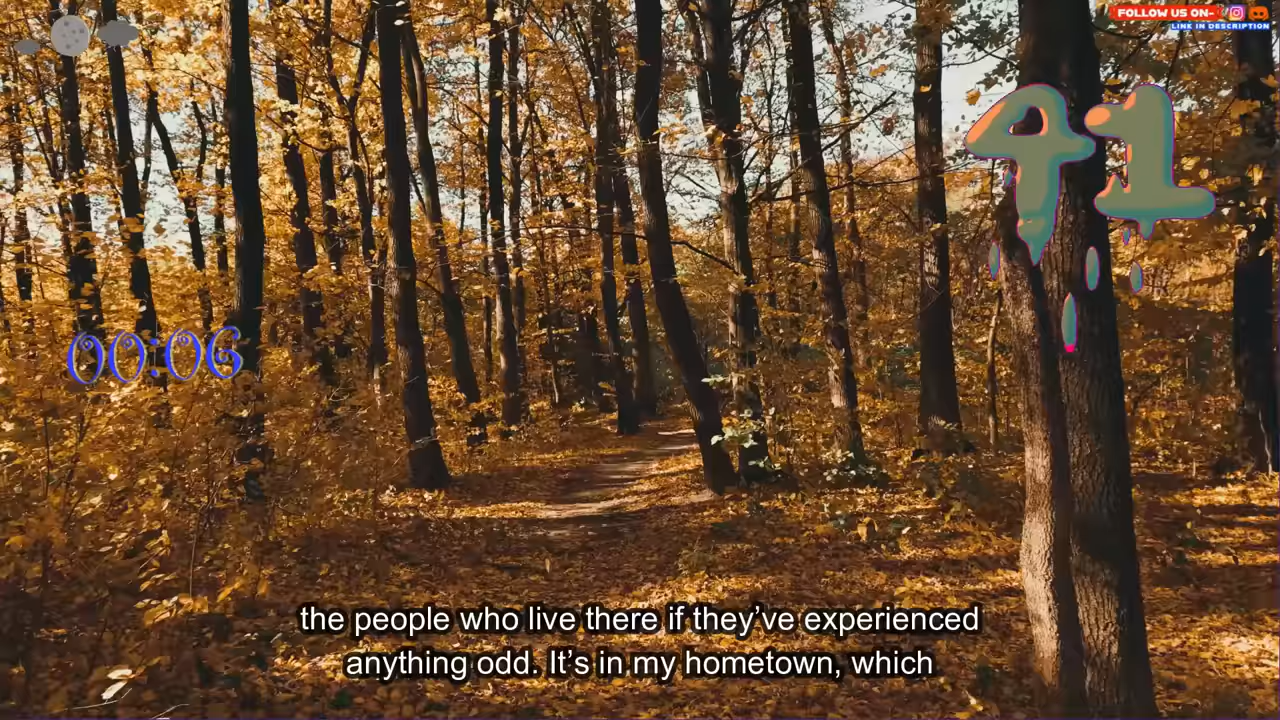 FOLLOW US ON-
LINK IN DESCRIPTION
91
00:06
the people who live there if they’ve experienced
anything odd. It’s in my hometown, which